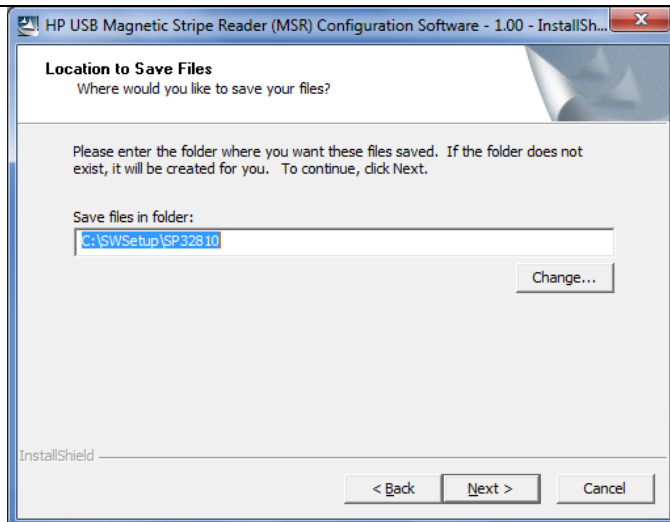 HP USB Magnetic Stripe Reader (MSR) Configuration Software - 1.00 - InstallSh...
Location to Save Files
Where would you like to save your files?
Please enter the folder where you want these files saved. If the folder does not
exist, it will be created for you. To continue, click Next.
Save files in folder:
C:\SWSetup\SP32810
Change...
InstallShield
< Back
Next >
Cancel